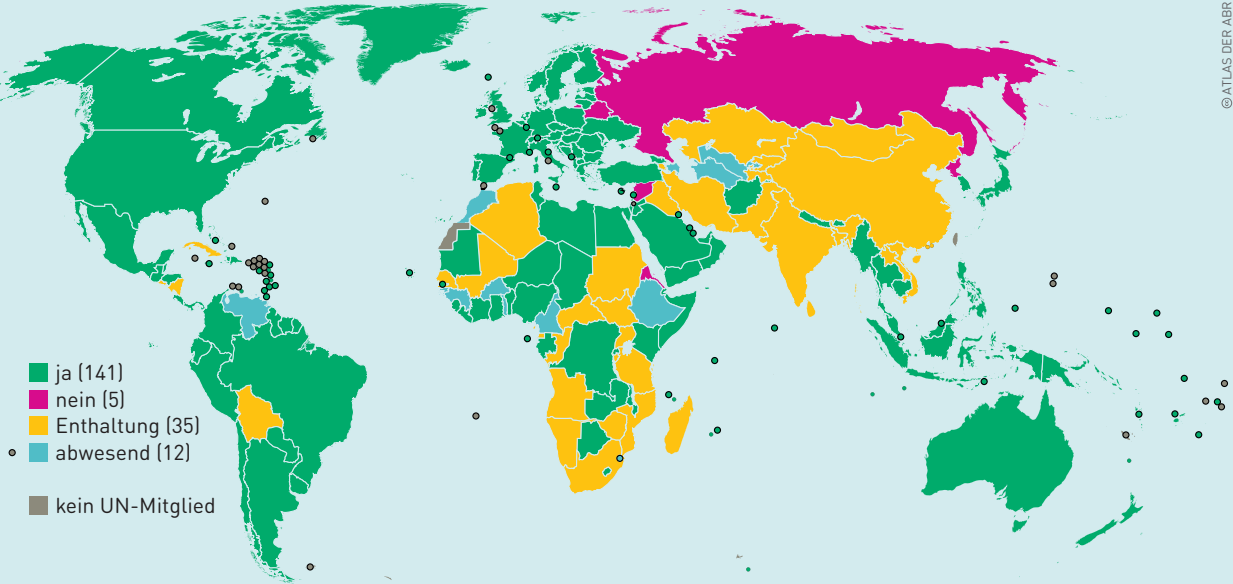 © ATLAS DER ABR
ja (141)
nein (5)
Enthaltung (35)
abwesend (12)
kein UN-Mitglied